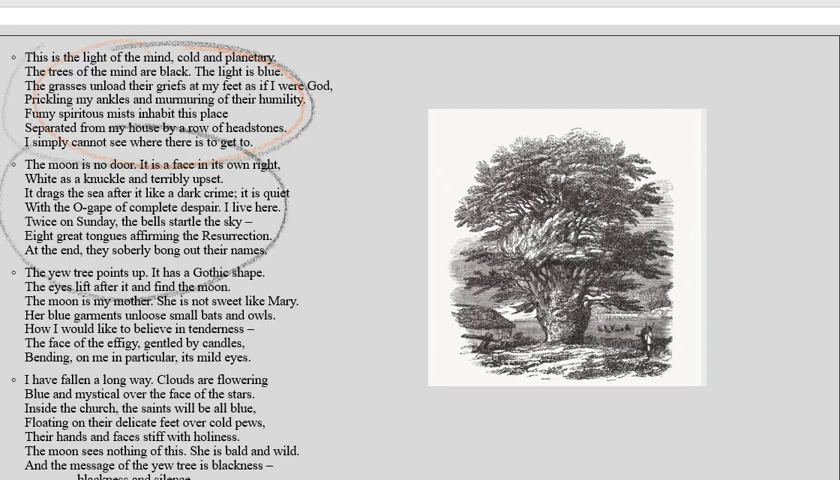 This is the light of the mind, cold and planetary.
The trees of the mind are black. The light is blue.
The grasses unload their griefs at my feet as if I were God,
Prickling my ankles and murmuring of their humility.
Fumy spiritous mists inhabit this place
Separated from my house by a row of headstones.
I simply cannot see where there is to get to.
The moon is no door. It is a face in its own right,
White as a knuckle and terribly upset.
It drags the sea after it like a dark crime; it is quiet
With the O-gape of complete despair. I live here.
Twice on Sunday, the bells startle the sky –
Eight great tongues affirming the Resurrection.
At the end, they soberly bong out their names.
The yew tree points up. It has a Gothic shape.
The eyes lift after it and find the moon.
The moon is my mother. She is not sweet like Mary.
Her blue garments unloose small bats and owls.
How I would like to believe in tenderness –
The face of the effigy, gentled by candles,
Bending, on me in particular, its mild eyes.
I have fallen a long way. Clouds are flowering
Blue and mystical over the face of the stars.
Inside the church, the saints will be all blue,
Floating on their delicate feet over cold pews,
Their hands and faces stiff with holiness.
The moon sees nothing of this. She is bald and wild.
And the message of the yew tree is blackness –
blackness and silence